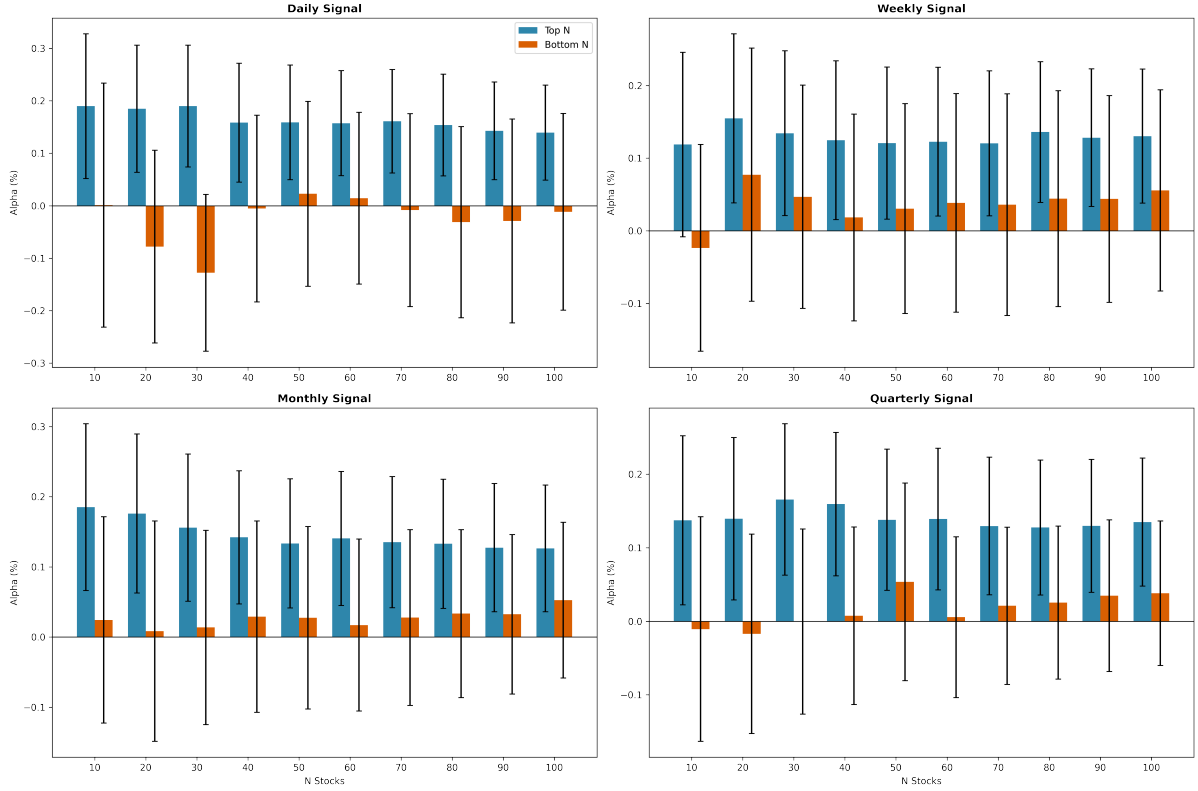 Daily Signal
Top N
Bottom N
Alpha (%)
0.3
0.2
0.1
0.0
−0.1
−0.2
−0.3
10 20 30 40 50 60 70 80 90 100
Weekly Signal
Alpha (%)
0.2
0.1
0.0
−0.1
10 20 30 40 50 60 70 80 90 100
Monthly Signal
Alpha (%)
0.3
0.2
0.1
0.0
−0.1
10 20 30 40 50 60 70 80 90 100
N Stocks
Quarterly Signal
Alpha (%)
0.2
0.1
0.0
−0.1
10 20 30 40 50 60 70 80 90 100
N Stocks